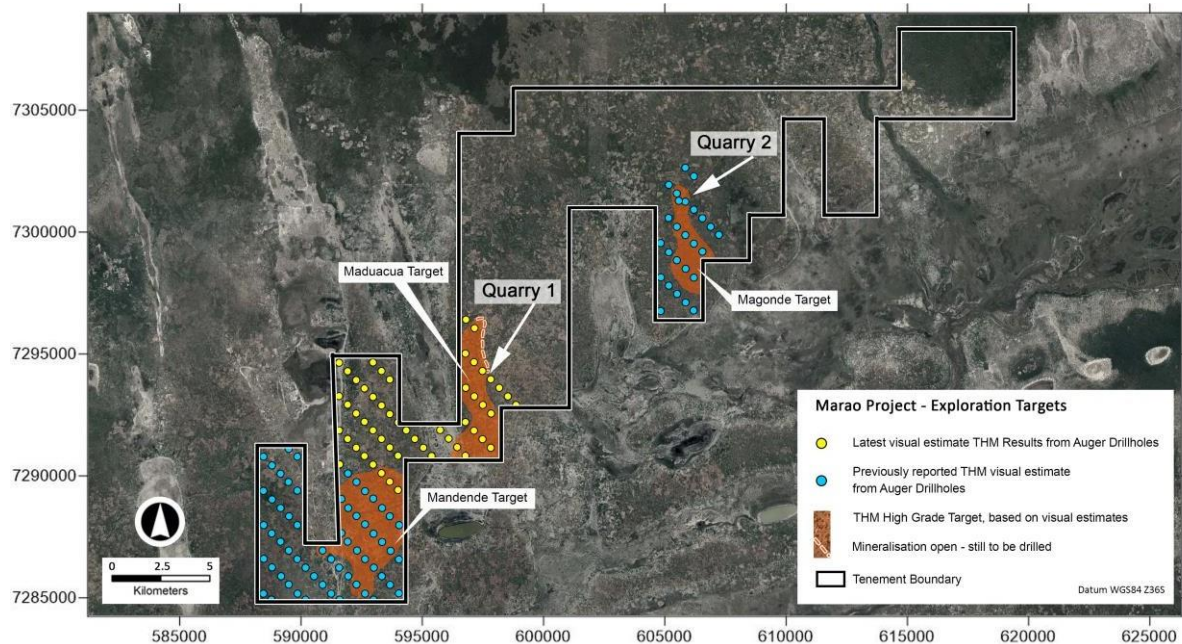 7305000
7300000
7295000
7290000
7285000
Quarry 2
Maduacua Target
Quarry 1
Magonde Target
Mandende Target
0 2.5 5
Kilometers
Marao Project - Exploration Targets
Latest visual estimate THM Results from Auger Drillholes
Previously reported THM visual estimate
from Auger Drillholes
THM High Grade Target, based on visual estimates
Mineralisation open - still to be drilled
Tenement Boundary
Datum WGS84 Z36S
585000 590000 595000 600000 605000 610000 615000 620000 625000